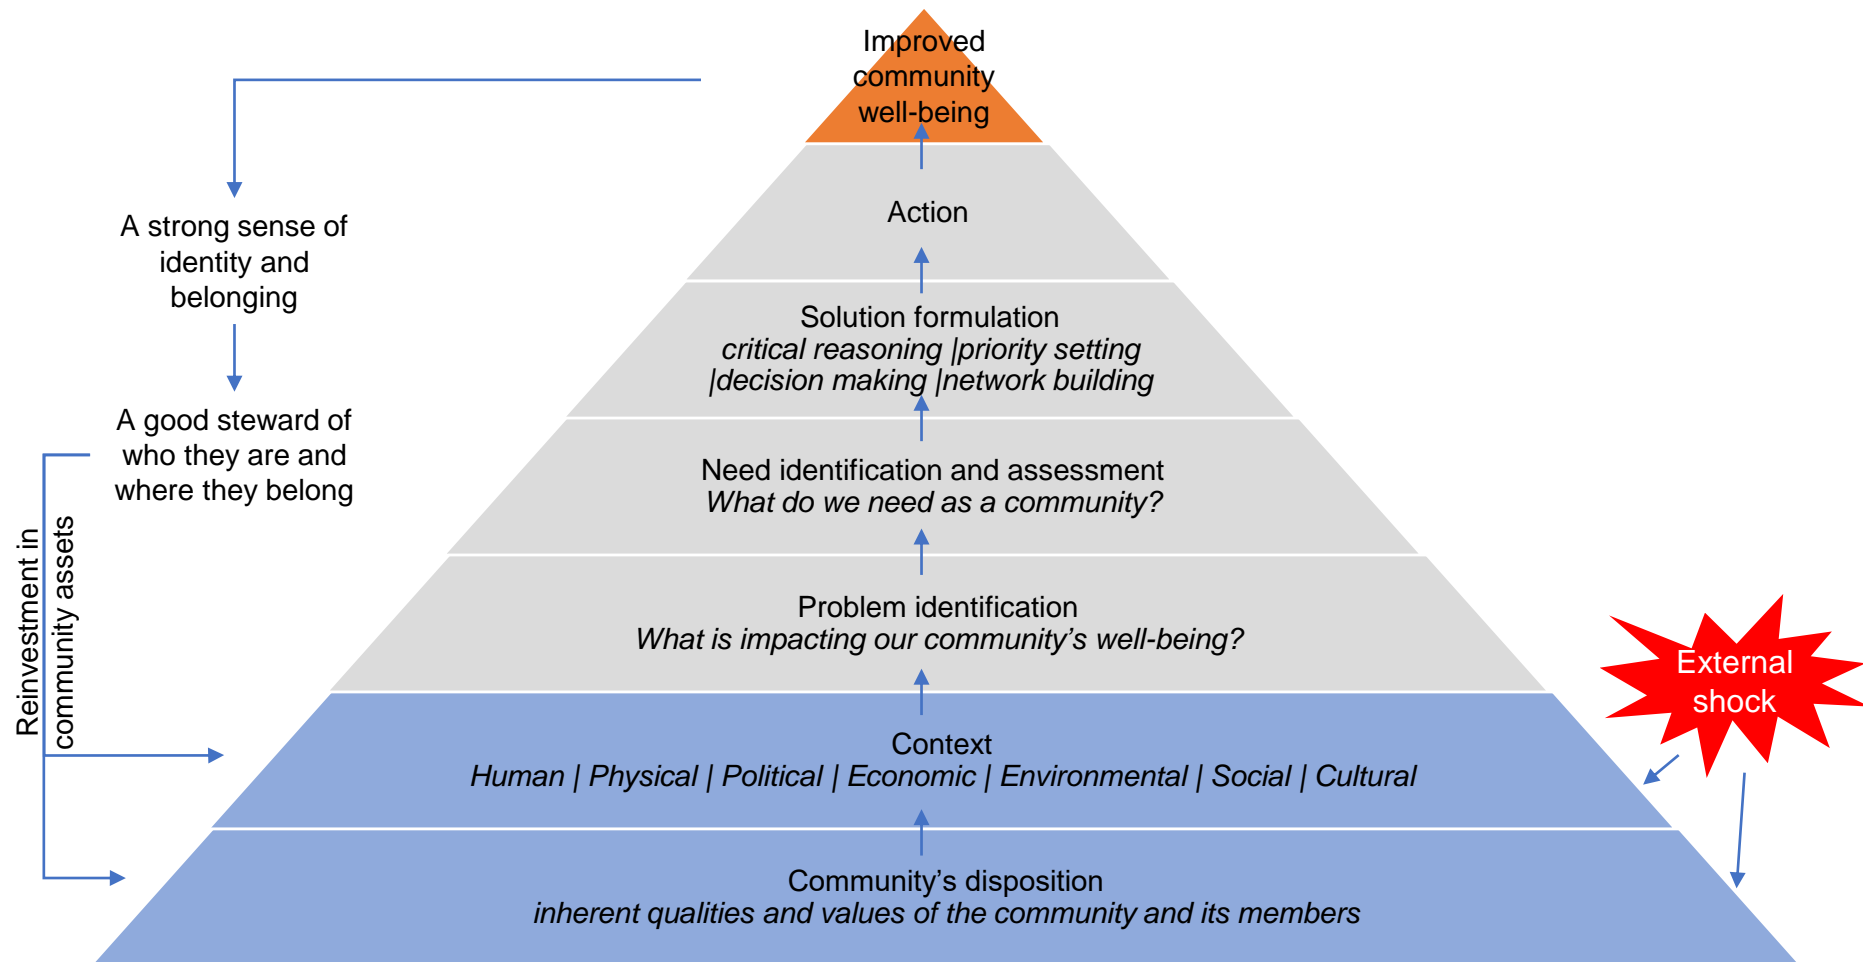 Improved
community
well-being
Action
A strong sense of
identity and
belonging
Solution formulation
critical reasoning |priority setting
|decision making |network building
A good steward of
who they are and
where they belong
Need identification and assessment
What do we need as a community?
Reinvestment in
community assets
Problem identification
What is impacting our community’s well-being?
External
shock
Context
Human | Physical | Political | Economic | Environmental | Social | Cultural
Community’s disposition
inherent qualities and values of the community and its members